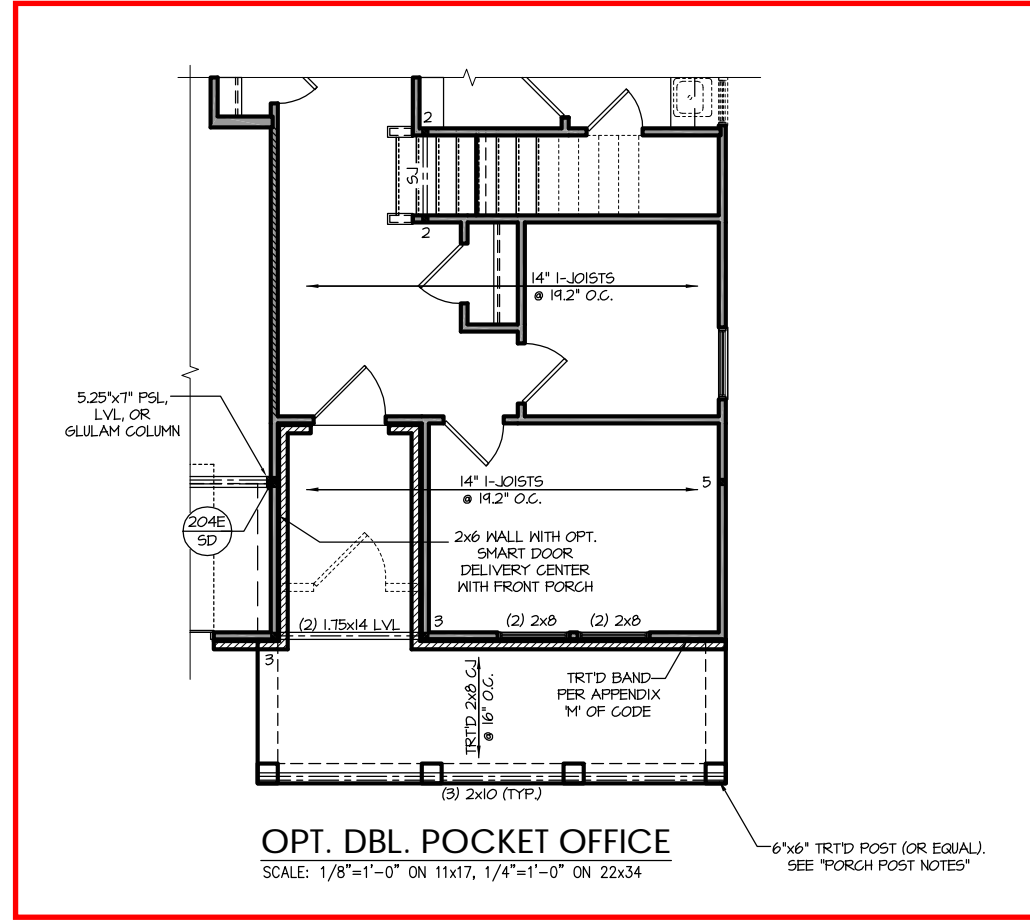 2
SJ
2
14" I-JOISTS
@ 19.2" O.C.
5.25"x7" PSL,
LVL, OR
GLULAM COLUMN
14" I-JOISTS
@ 19.2" O.C.
5
204E
SD
2x6 WALL WITH OPT.
SMART DOOR
DELIVERY CENTER
WITH FRONT PORCH
(2) 1.75x14 LVL
3
(2) 2x8
(2) 2x8
3
TRT'D 2x8 CJ
@ 16" O.C.
TRT'D BAND
PER APPENDIX
'M' OF CODE
(3) 2x10 (TYP.)
OPT. DBL. POCKET OFFICE
SCALE: 1/8"=1'-0" ON 11x17, 1/4"=1'-0" ON 22x34
6"x6" TRT'D POST (OR EQUAL).
SEE "PORCH POST NOTES"